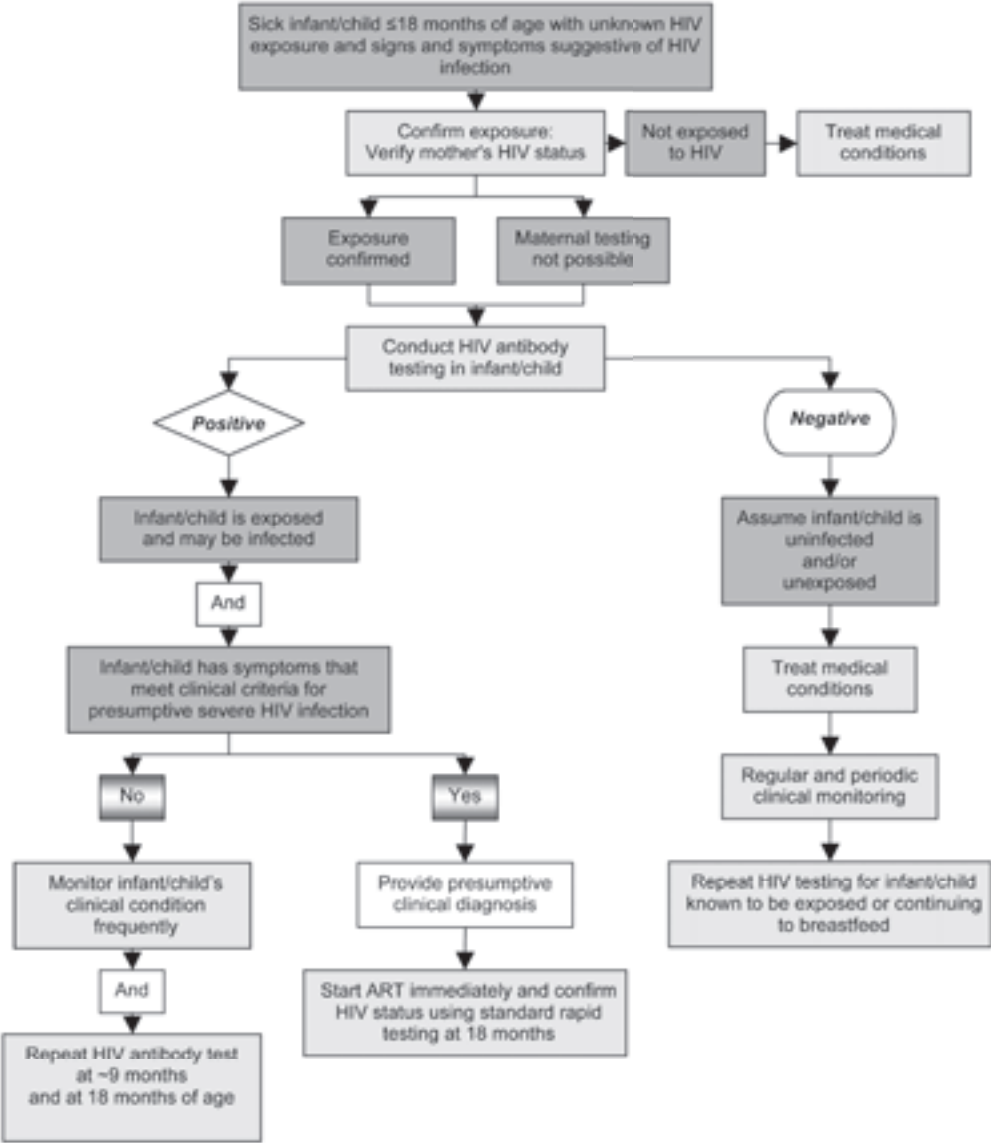 Sick infant/child ≤18 months of age with unknown HIV
exposure and signs and symptoms suggestive of HIV
infection
Confirm exposure:
Verify mother's HIV status
Not exposed
to HIV
Treat medical
conditions
Exposure
confirmed
Maternal testing
not possible
Conduct HIV antibody
testing in infant/child
Positive
Negative
Infant/child is exposed
and may be infected
Assume infant/child is
uninfected
and/or
unexposed
And
Infant/child has symptoms that
meet clinical criteria for
presumptive severe HIV infection
Treat medical
conditions
No
Yes
Regular and periodic
clinical monitoring
Monitor infant/child's
clinical condition
frequently
Provide presumptive
clinical diagnosis
Repeat HIV testing for infant/child
known to be exposed or continuing
to breastfeed
And
Start ART immediately and confirm
HIV status using standard rapid
testing at 18 months
Repeat HIV antibody test
at ~9 months
and at 18 months of age